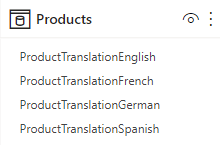 Products
ProductTranslationEnglish
ProductTranslationFrench
ProductTranslationGerman
ProductTranslationSpanish